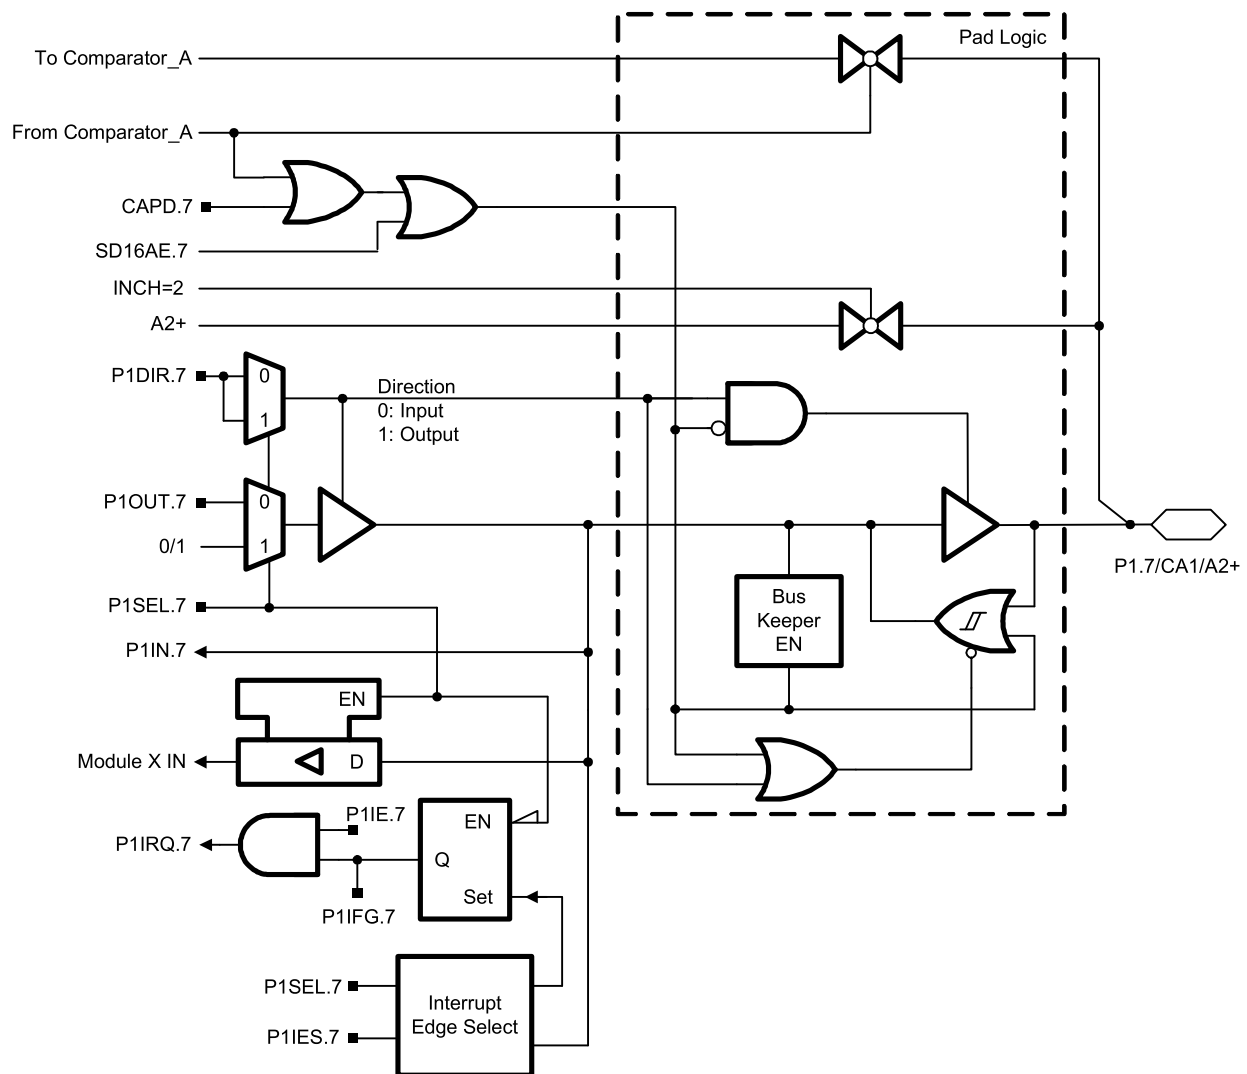 Pad Logic
To Comparator_A
From Comparator_A
CAPD.7
SD16AE.7
INCH=2
A2+
P1DIR.7
0
1
Direction
0: Input
1: Output
P1OUT.7
0
0/1
1
P1.7/CA1/A2+
P1SEL.7
P1IN.7
Bus
Keeper
EN
EN
Module X IN
D
P1IE.7
EN
P1IRQ.7
Q
Set
P1IFG.7
P1SEL.7
Interrupt
Edge Select
P1IES.7